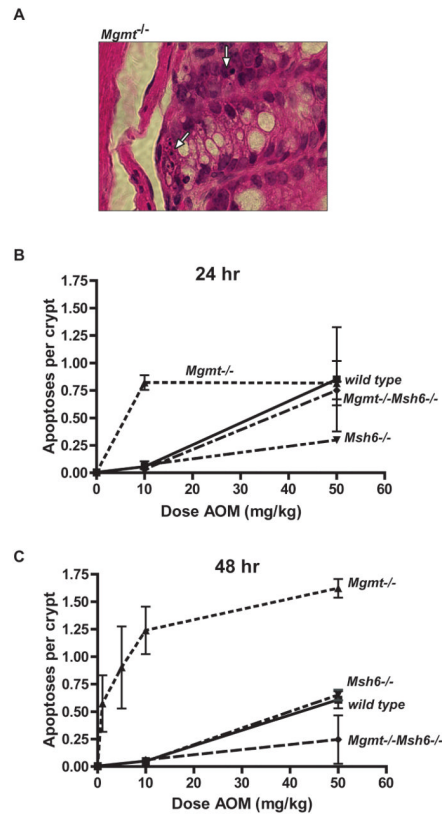 A
Mgmt-/-
B
24 hr
Apoptoses per crypt
1.75
1.50
1.25
1.00
0.75
0.50
0.25
0.00
Mgmt-/-
wild type
Mgmt-/-Msh6-/-
Msh6-/-
0 10 20 30 40 50 60
Dose AOM (mg/kg)
C
48 hr
Apoptoses per crypt
1.75
1.50
1.25
1.00
0.75
0.50
0.25
0.00
Mgmt-/-
Msh6-/-
wild type
Mgmt-/-Msh6-/-
0 10 20 30 40 50 60
Dose AOM (mg/kg)